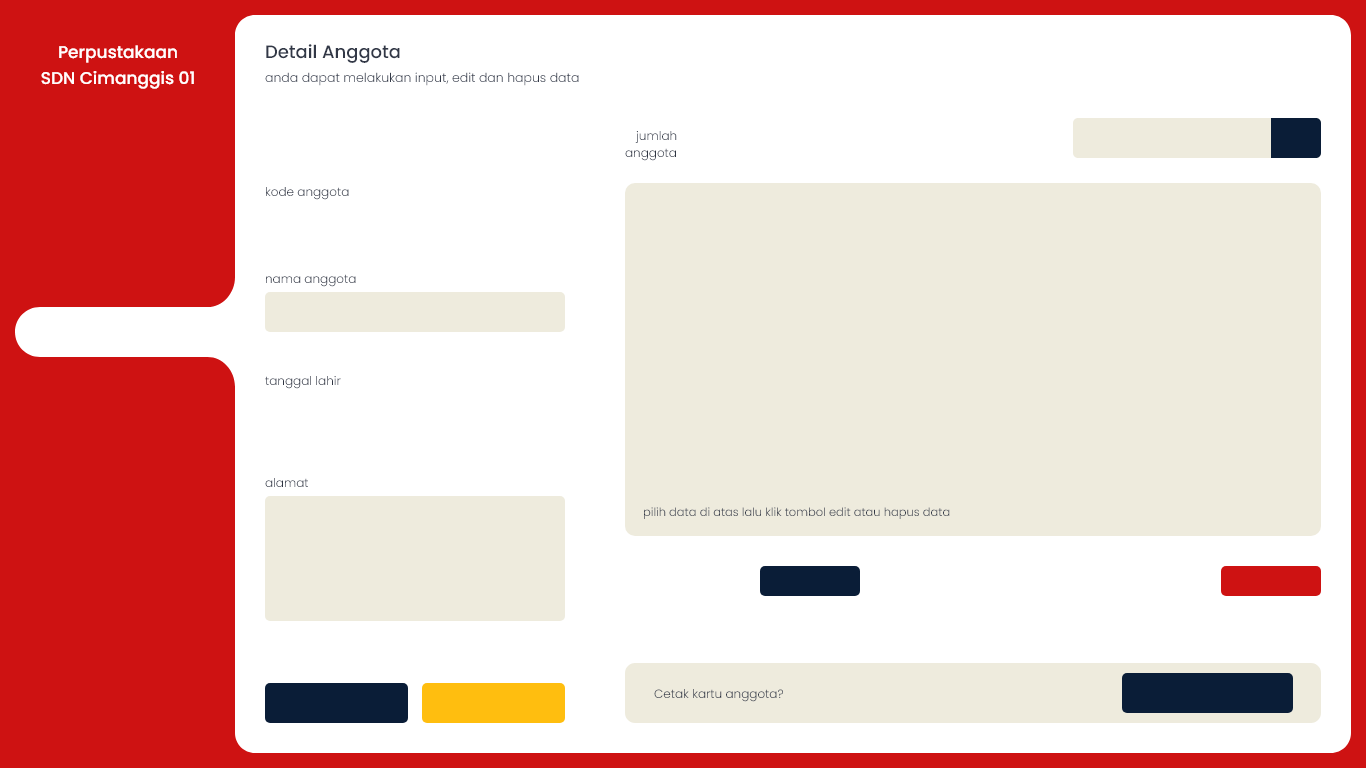 Perpustakaan
SDN Cimanggis 01
Detail Anggota
anda dapat melakukan input, edit dan hapus data
jumlah
anggota
kode anggota
nama anggota
tanggal lahir
alamat
pilih data di atas lalu klik tombol edit atau hapus data
Cetak kartu anggota?